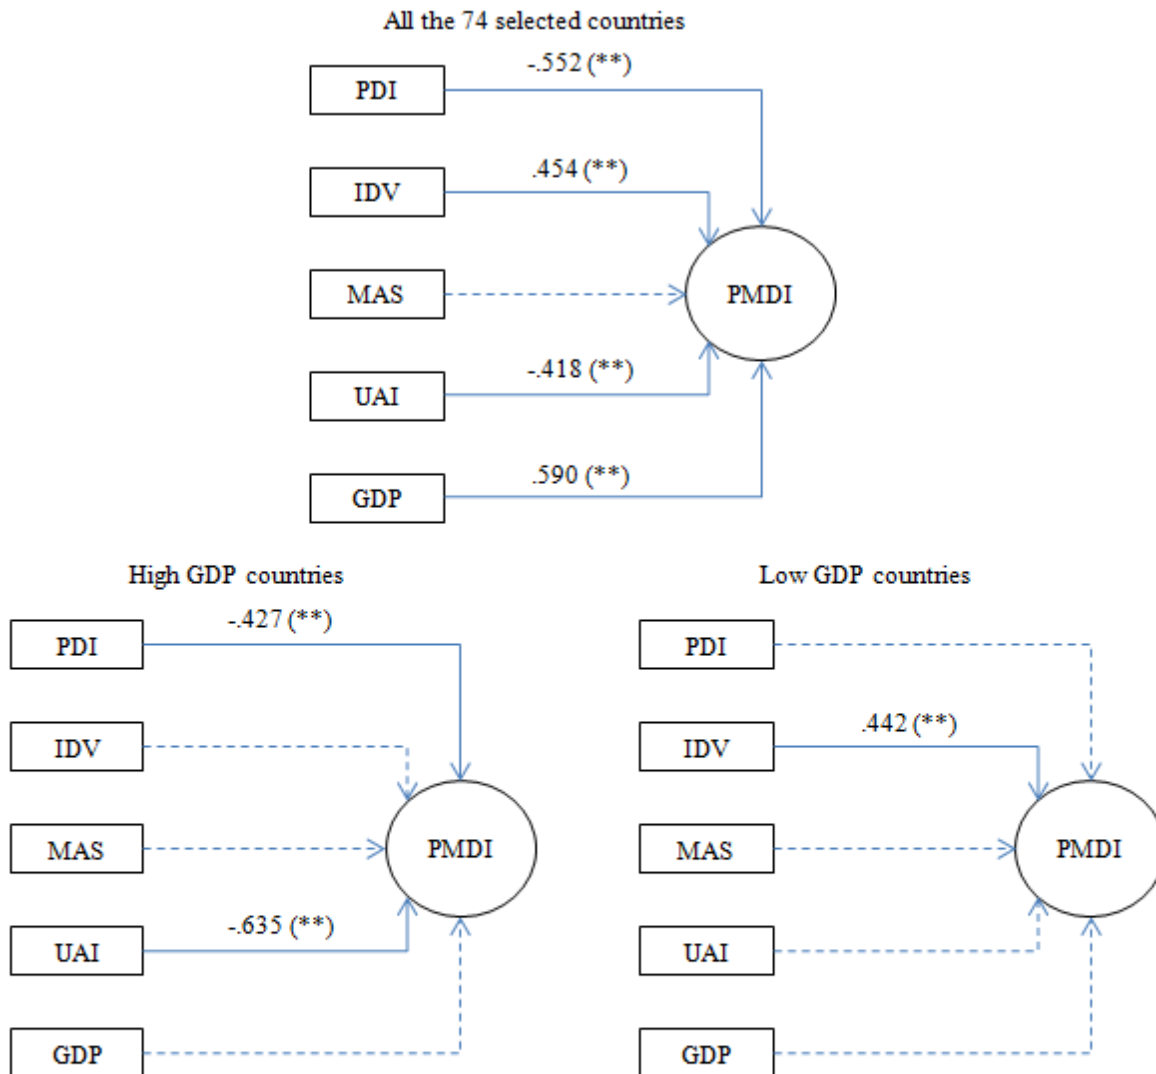 All the 74 selected countries
PDI
-.552 (**)
IDV
.454 (**)
MAS
PMDI
UAI
-.418 (**)
GDP
.590 (**)
High GDP countries
PDI
-.427 (**)
IDV
MAS
PMDI
UAI
-.635 (**)
GDP
Low GDP countries
PDI
IDV
.442 (**)
MAS
PMDI
UAI
GDP